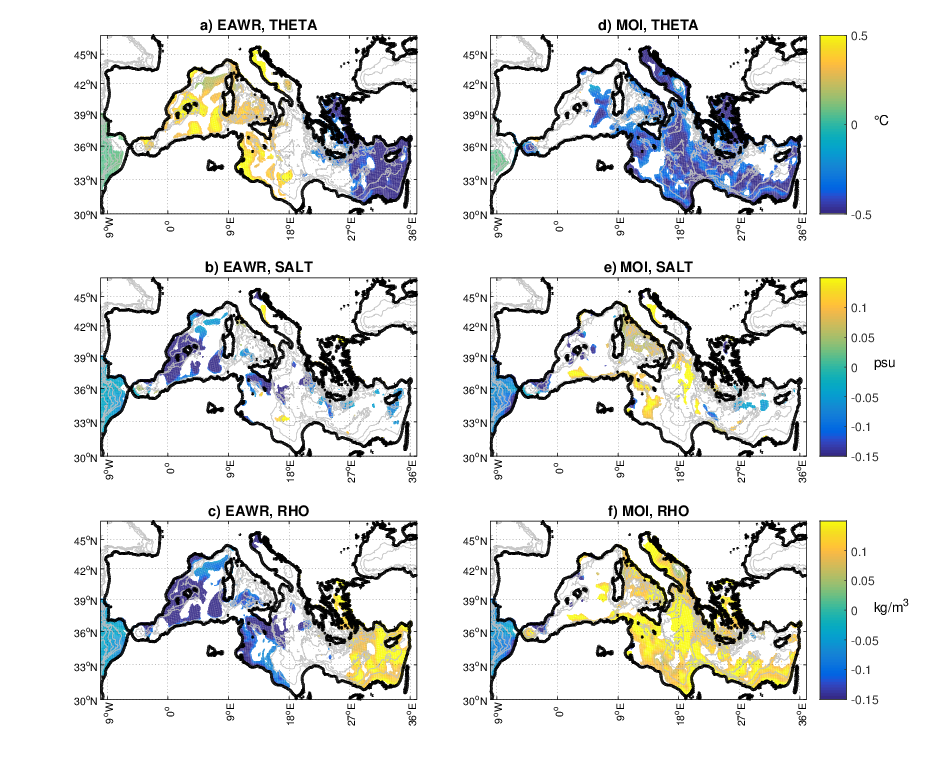 a) EAWR, THETA
45°N
42°N
39°N
36°N
33°N
30°N
9°W
0°
9°E
18°E
27°E
36°E
d) MOI, THETA
45°N
42°N
39°N
36°N
33°N
30°N
9°W
0°
9°E
18°E
27°E
36°E
0.5
0
-0.5
°C
b) EAWR, SALT
45°N
42°N
39°N
36°N
33°N
30°N
9°W
0°
9°E
18°E
27°E
36°E
e) MOI, SALT
45°N
42°N
39°N
36°N
33°N
30°N
9°W
0°
9°E
18°E
27°E
36°E
0.1
0.05
0
-0.05
-0.1
-0.15
psu
c) EAWR, RHO
45°N
42°N
39°N
36°N
33°N
30°N
9°W
0°
9°E
18°E
27°E
36°E
f) MOI, RHO
45°N
42°N
39°N
36°N
33°N
30°N
9°W
0°
9°E
18°E
27°E
36°E
0.1
0.05
0
-0.05
-0.1
-0.15
kg/m³